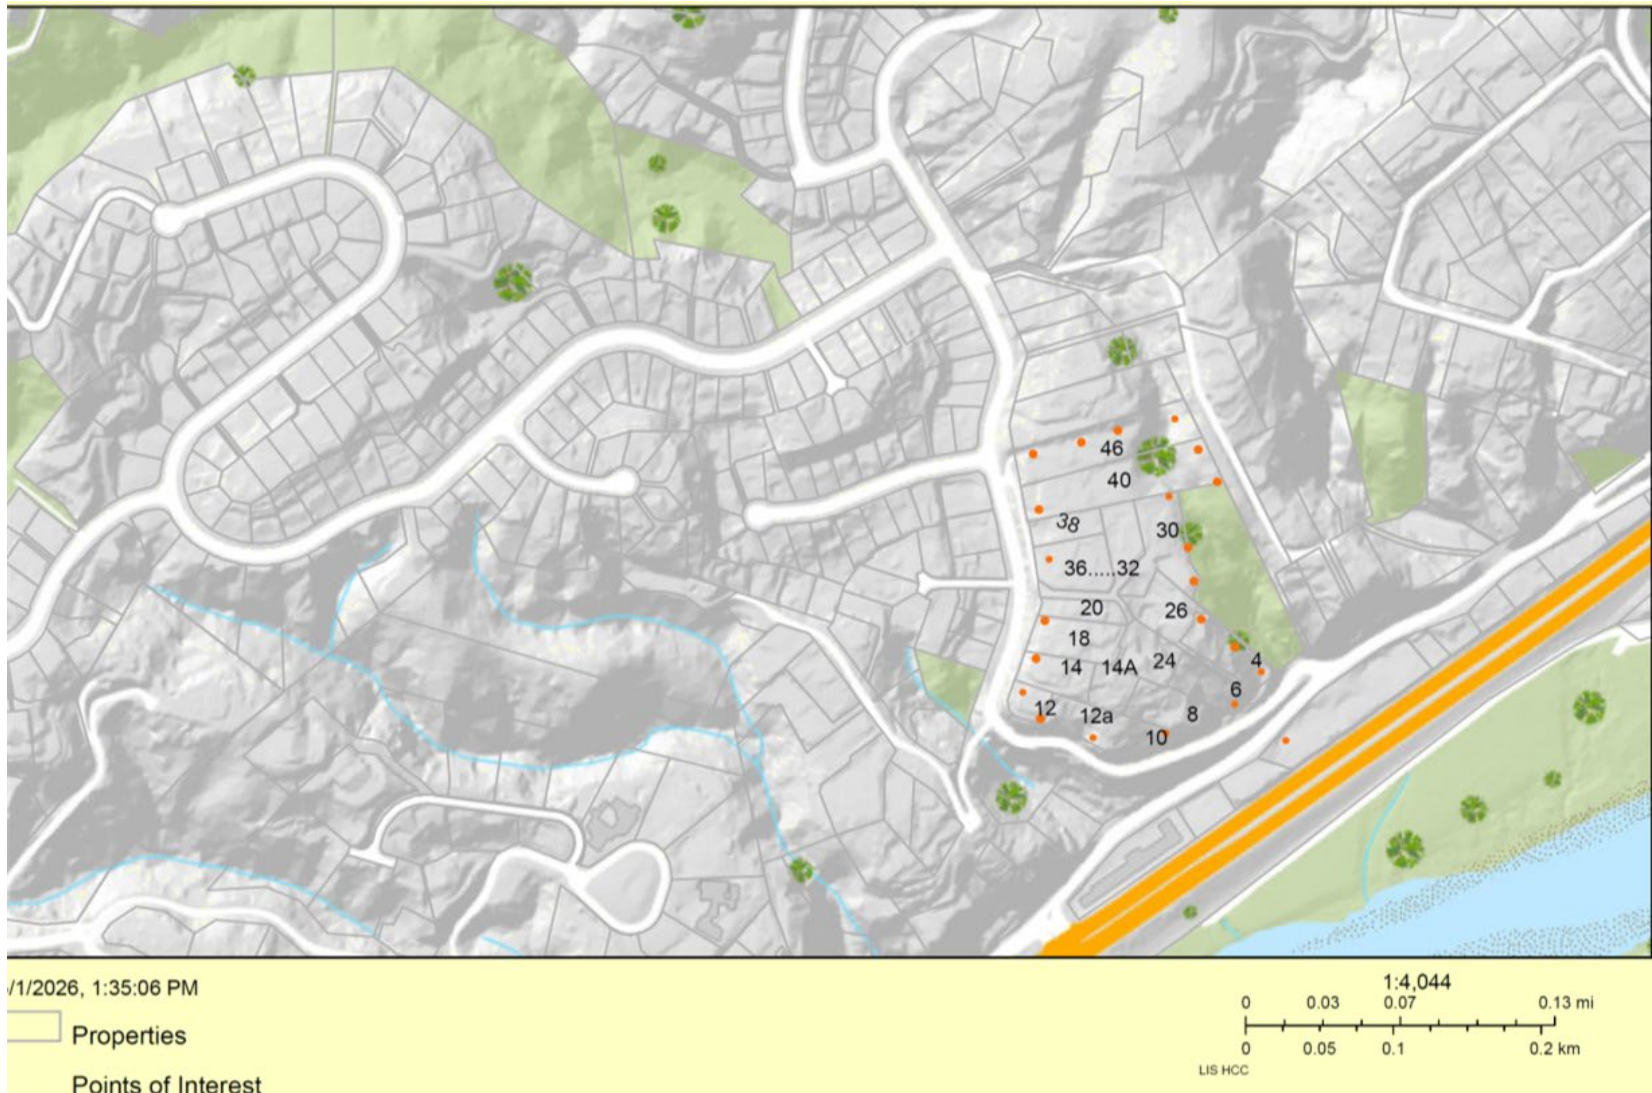 46
40
38
30
36.....32
20
26
18
14
14A
24
4
6
12
12a
8
10
/1/2026, 1:35:06 PM
1:4,044
0 0.03 0.07 0.13 mi
Properties
0 0.05 0.1 0.2 km
LIS HCC
Points of Interest